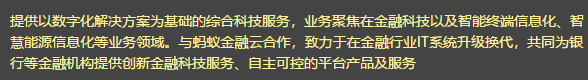 提供以数字化解决方案为基础的综合科技服务，业务聚焦在金融科技以及智能终端信息化、智
慧能源信息化等业务领域。与蚂蚁金融云合作，致力于在金融行业IT系统升级换代，共同为银
行等金融机构提供创新金融科技服务、自主可控的平台产品及服务